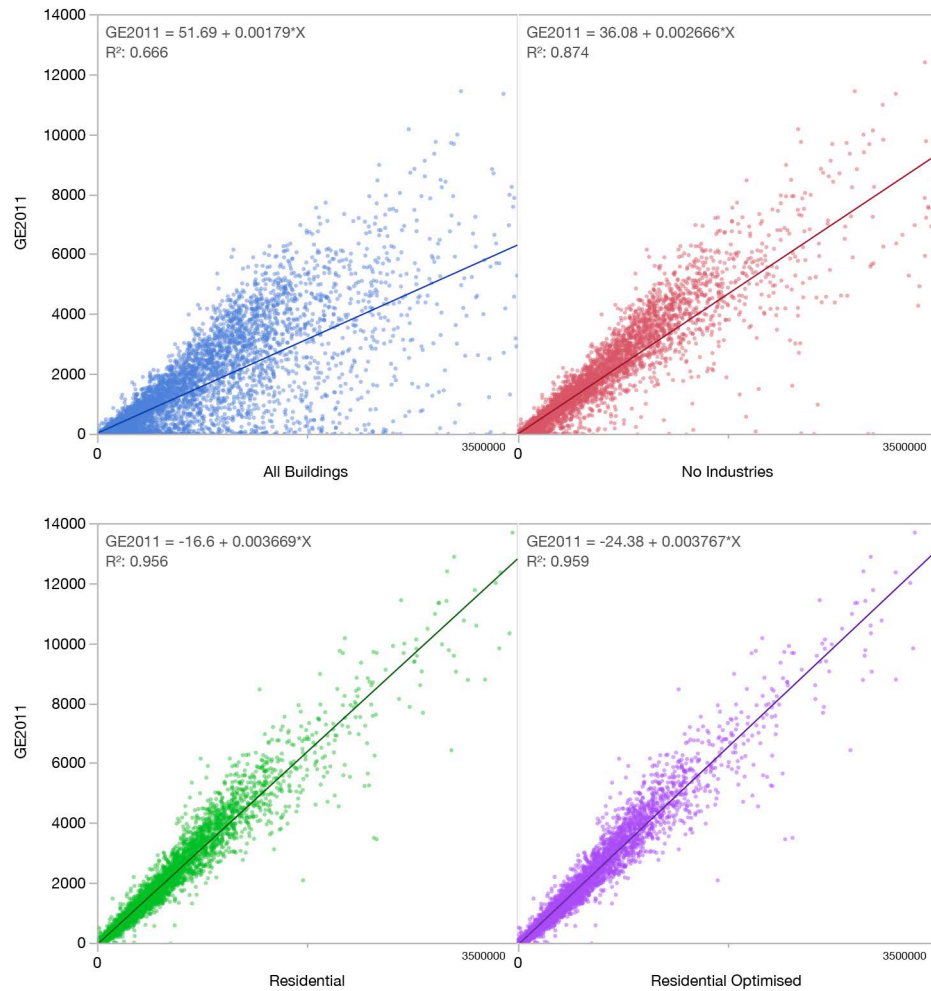 14000
12000
10000
8000
6000
4000
2000
0
GE2011
GE2011 = 51.69 + 0.00179*X
R²: 0.666
0
3500000
All Buildings
GE2011 = 36.08 + 0.002666*X
R²: 0.874
0
3500000
No Industries
14000
12000
10000
8000
6000
4000
2000
0
GE2011
GE2011 = -16.6 + 0.003669*X
R²: 0.956
0
3500000
Residential
GE2011 = -24.38 + 0.003767*X
R²: 0.959
0
3500000
Residential Optimised